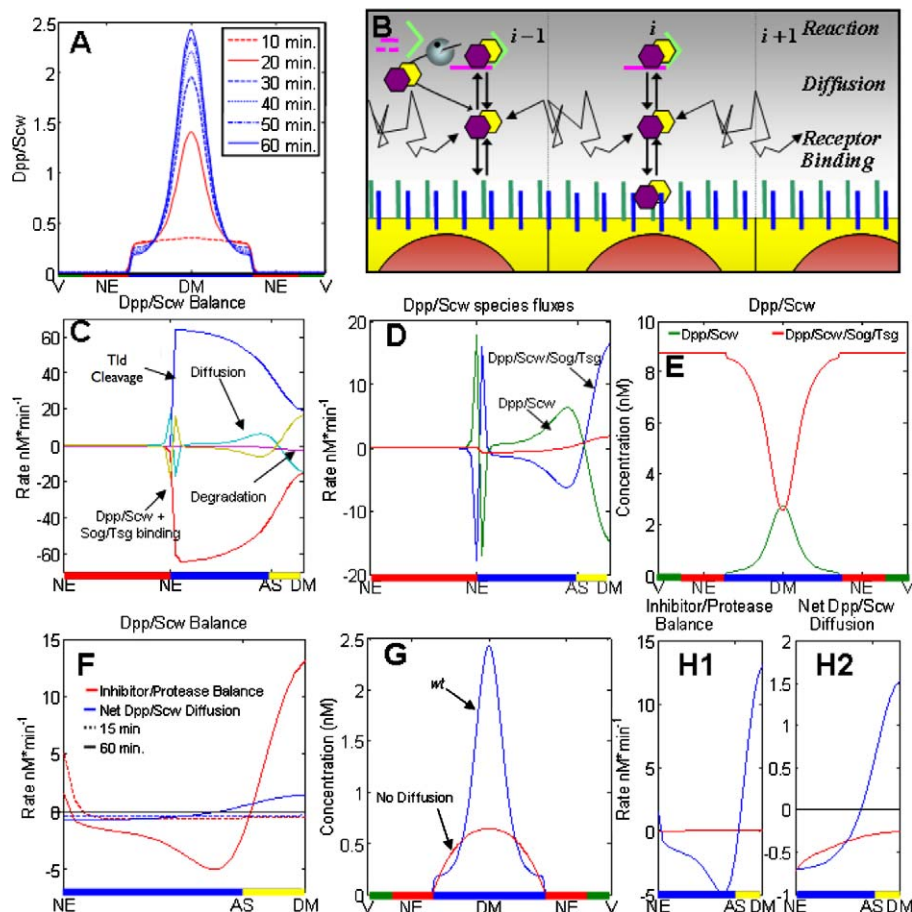 A
2.5
2
1.5
1
0.5
0
Dpp/Scw
10 min.
20 min.
30 min.
40 min.
50 min.
60 min.
V NE DM NE V
B
i-1 i i+1
Reaction
Diffusion
Receptor
Binding
Dpp/Scw Balance
C
60
40
20
0
-20
-40
-60
Rate nM*min-1
Tld
Cleavage
Diffusion
Degradation
Dpp/Scw +
Sog/Tsg binding
NE NE AS DM
Dpp/Scw species fluxes
D
20
10
0
-10
-20
Rate nM*min-1
Dpp/Scw/Sog/Tsg
Dpp/Scw
NE NE AS DM
Dpp/Scw
E
10
8
6
4
2
0
Concentration (nM)
Dpp/Scw Dpp/Scw/Sog/Tsg
V NE DM NE V
Dpp/Scw Balance
F
15
10
5
0
-5
Rate nM*min-1
Inhibitor/Protease Balance
Net Dpp/Scw Diffusion
15 min
60 min.
NE AS DM
G
2.5
2
1.5
1
0.5
0
Concentration (nM)
wt
No Diffusion
V NE DM NE V
Inhibitor/Protease
Balance
H1
15
10
5
0
-5
Rate nM*min-1
NE AS DM
Net Dpp/Scw
Diffusion
H2
2
1.5
1
0.5
0
-0.5
-1
NE AS DM